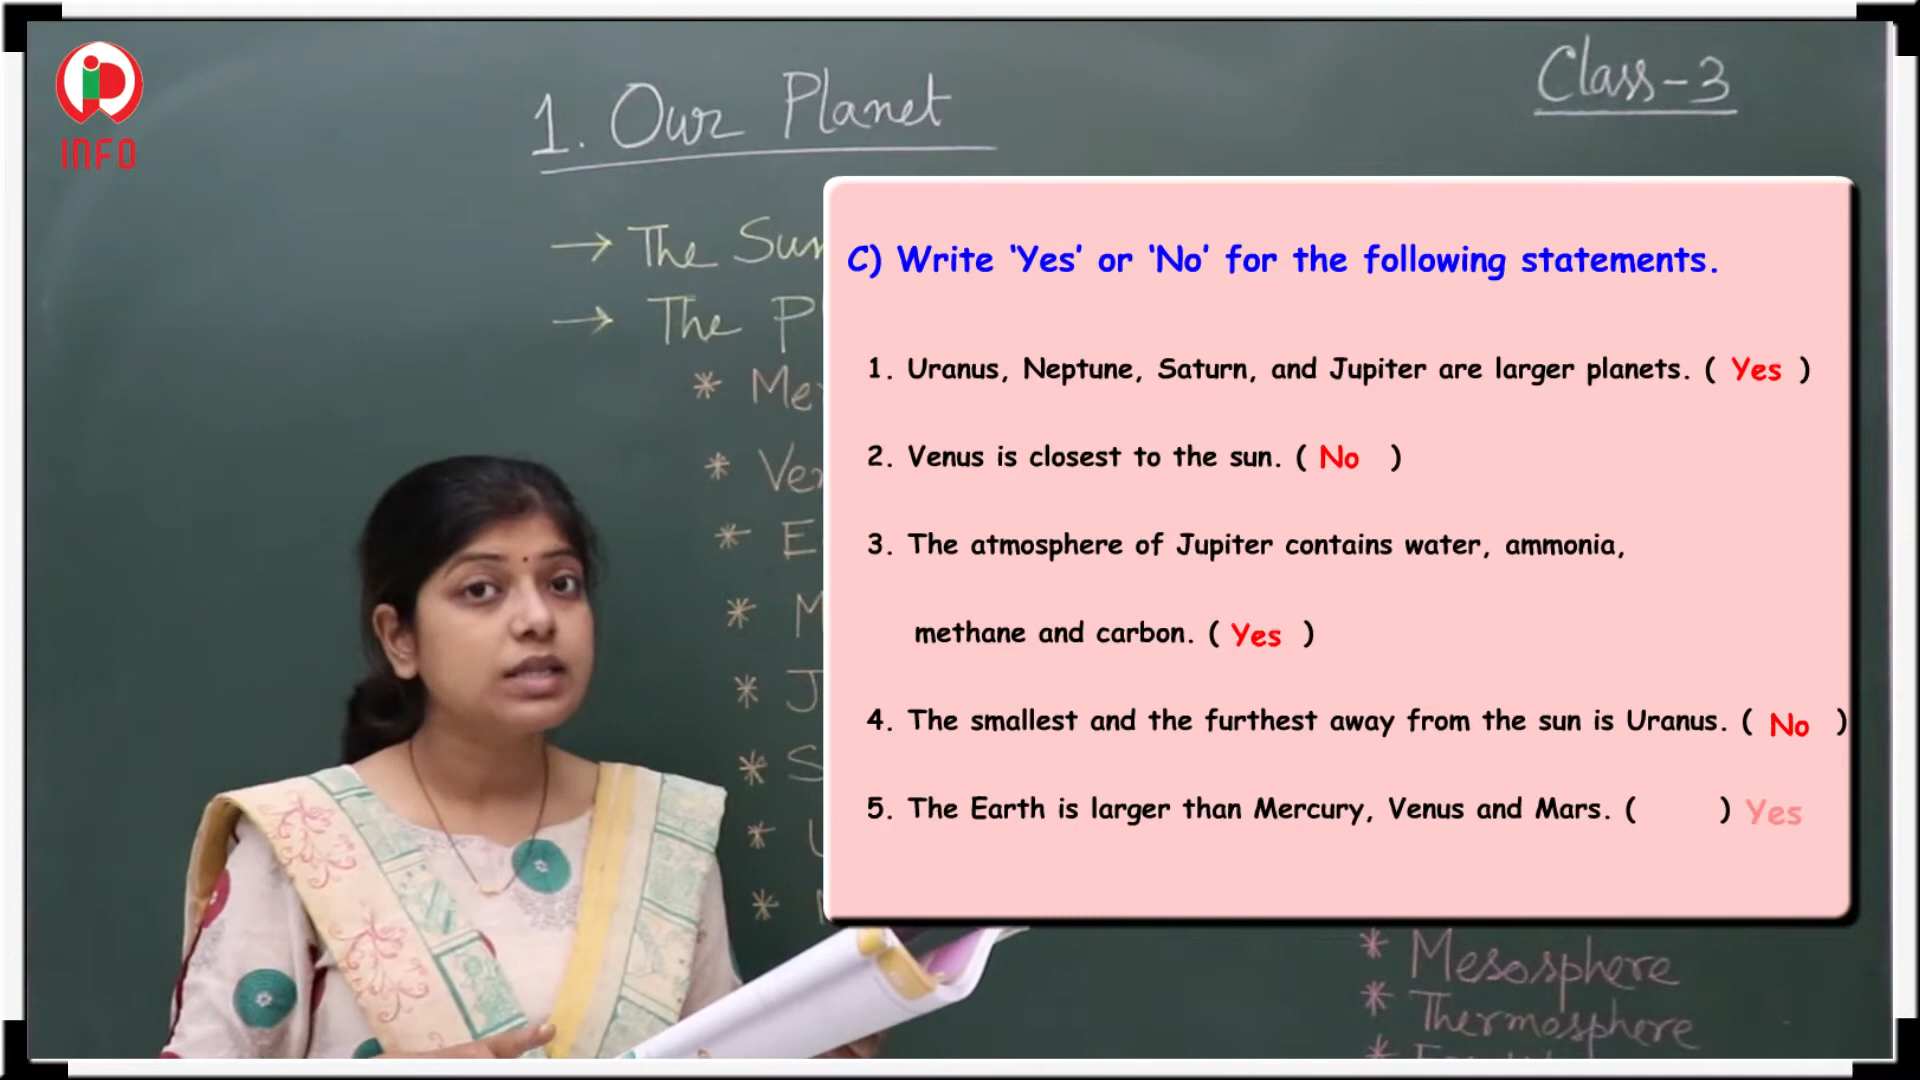 INFO
1. Our Planet
Class-3
→ The Sun
→ The P
* Me
* Ve
* E
* M
* J
* S
* U
C) Write ‘Yes’ or ‘No’ for the following statements.
1. Uranus, Neptune, Saturn, and Jupiter are larger planets. ( Yes )
2. Venus is closest to the sun. ( No )
3. The atmosphere of Jupiter contains water, ammonia,
methane and carbon. ( Yes )
4. The smallest and the furthest away from the sun is Uranus. ( No )
5. The Earth is larger than Mercury, Venus and Mars. ( ) Yes
* Mesosphere
* Thermosphere